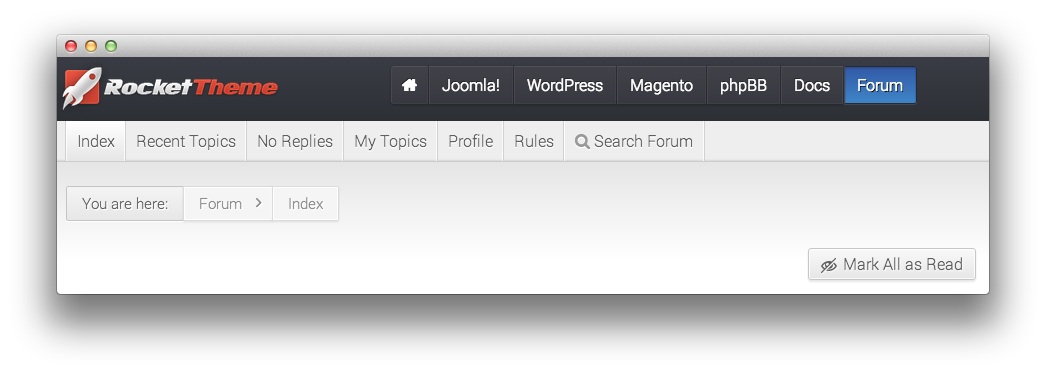 RocketTheme Joomla! WordPress Magento phpBB Docs Forum
Index Recent Topics No Replies My Topics Profile Rules Search Forum
You are here: Forum Index
Mark All as Read